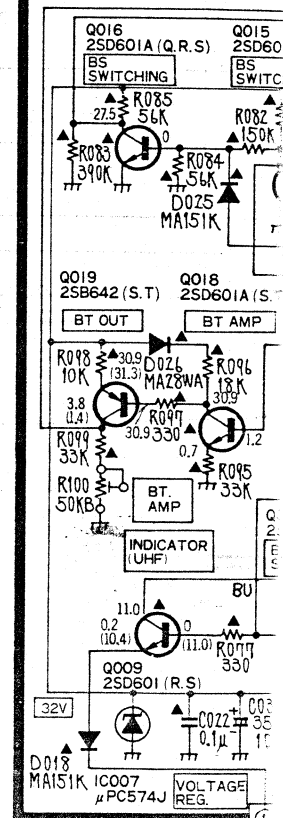 Q016
2SD601A (Q.R.S)
BS
SWITCHING
Q015
2SD60
BS
SWITC
R085
56K
27.5
0
R082
150K
R083
390K
R084
56K
D025
MA151K
Q019
2SB642 (S.T)
Q018
2SD601A (S.
BT OUT
BT AMP
R098
10K
30.9
(31.3)
D026
MA28WA
R096
18K
30.9
3.8
(1.4)
30.9
R097
330
1.2
R099
33K
0.7
R095
33K
R100
50KB
BT.
AMP
INDICATOR
(UHF)
BU
11.0
0.2
(10.4)
0
(11.0)
R077
330
Q009
2SD601 (R.S)
32V
C022
0.1μ
D018
MA151K
IC007
μPC574J
VOLTAGE
REG.